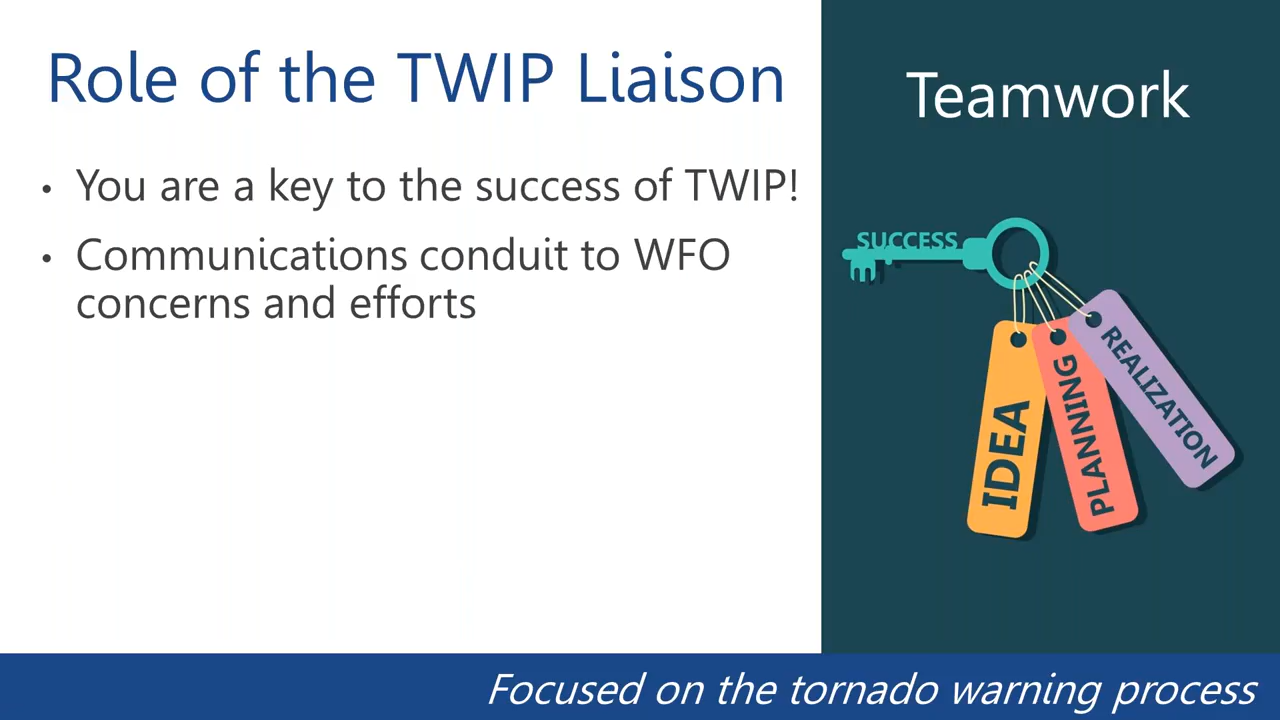 Role of the TWIP Liaison
• You are a key to the success of TWIP!
• Communications conduit to WFO
concerns and efforts
Teamwork
SUCCESS
IDEA
PLANNING
REALIZATION
Focused on the tornado warning process